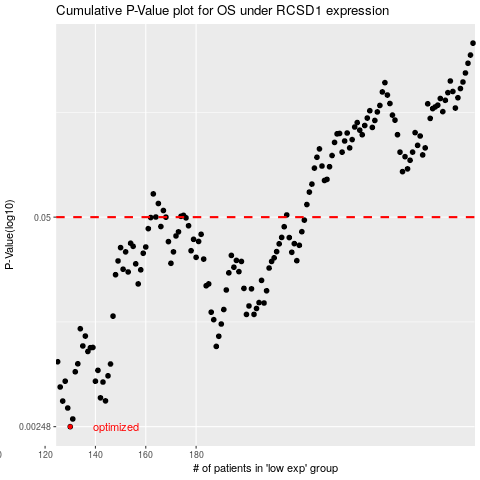 Cumulative P-Value plot for OS under RCSD1 expression
P-Value(log10)
0.05
0.00248
optimized
0 120 140 160 180
# of patients in 'low exp' group